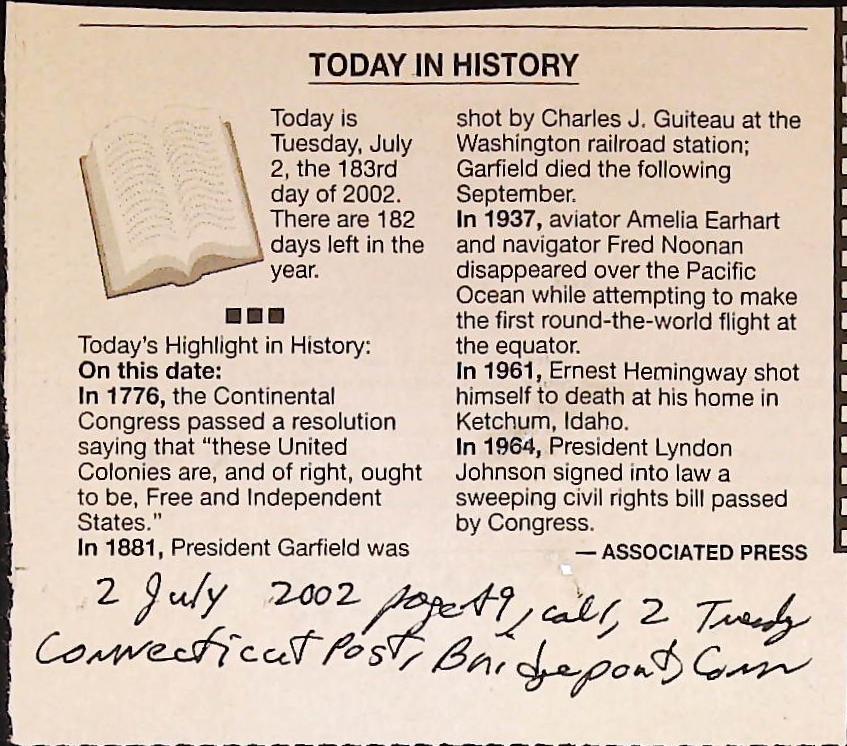 TODAY IN HISTORY
Today is
Tuesday, July
2, the 183rd
day of 2002.
There are 182
days left in the
year.
Today's Highlight in History:
On this date:
In 1776, the Continental
Congress passed a resolution
saying that “these United
Colonies are, and of right, ought
to be, Free and Independent
States.”
In 1881, President Garfield was
shot by Charles J. Guiteau at the
Washington railroad station;
Garfield died the following
September.
In 1937, aviator Amelia Earhart
and navigator Fred Noonan
disappeared over the Pacific
Ocean while attempting to make
the first round-the-world flight at
the equator.
In 1961, Ernest Hemingway shot
himself to death at his home in
Ketchum, Idaho.
In 1964, President Lyndon
Johnson signed into law a
sweeping civil rights bill passed
by Congress.
— ASSOCIATED PRESS
2 July 2002 page A9, cols, 2 Tuesdy
Connecticut Post, Bridgeport, Conn